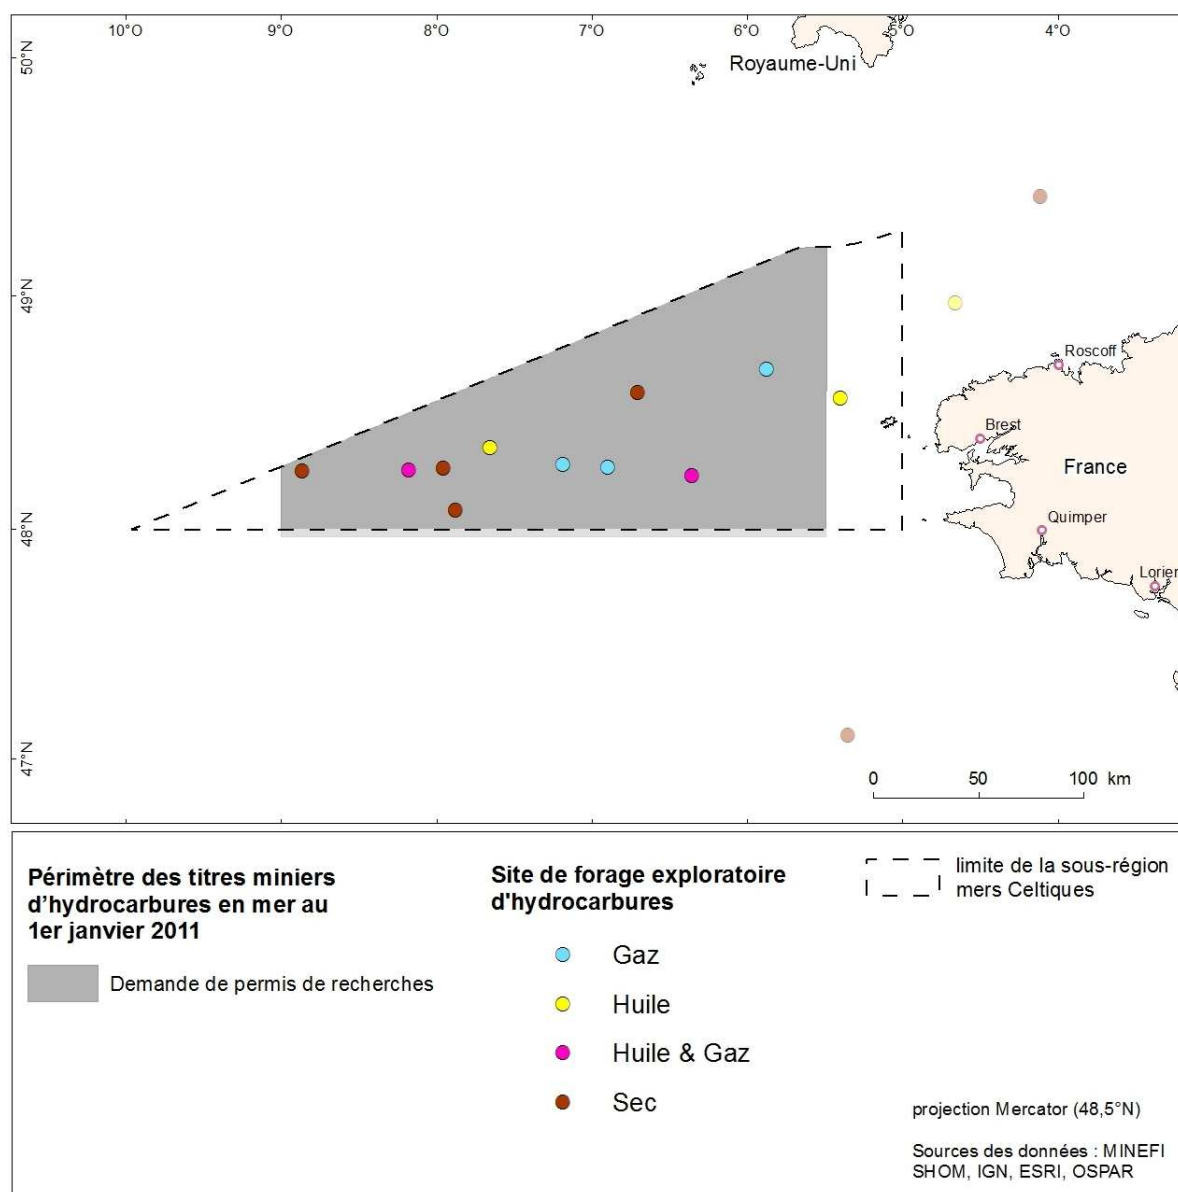 10°O 9°O 8°O 7°O 6°O 5°O 4°O
50°N
Royaume-Uni
49°N
Roscoff
Brest
France
48°N
Quimper
Lorien
47°N
0 50 100 km
Périmètre des titres miniers
d'hydrocarbures en mer au
1er janvier 2011
Demande de permis de recherches
Site de forage exploratoire
d'hydrocarbures
Gaz
Huile
Huile & Gaz
Sec
limite de la sous-région
mers Celtiques
projection Mercator (48,5°N)
Sources des données : MINEFI
SHOM, IGN, ESRI, OSPAR